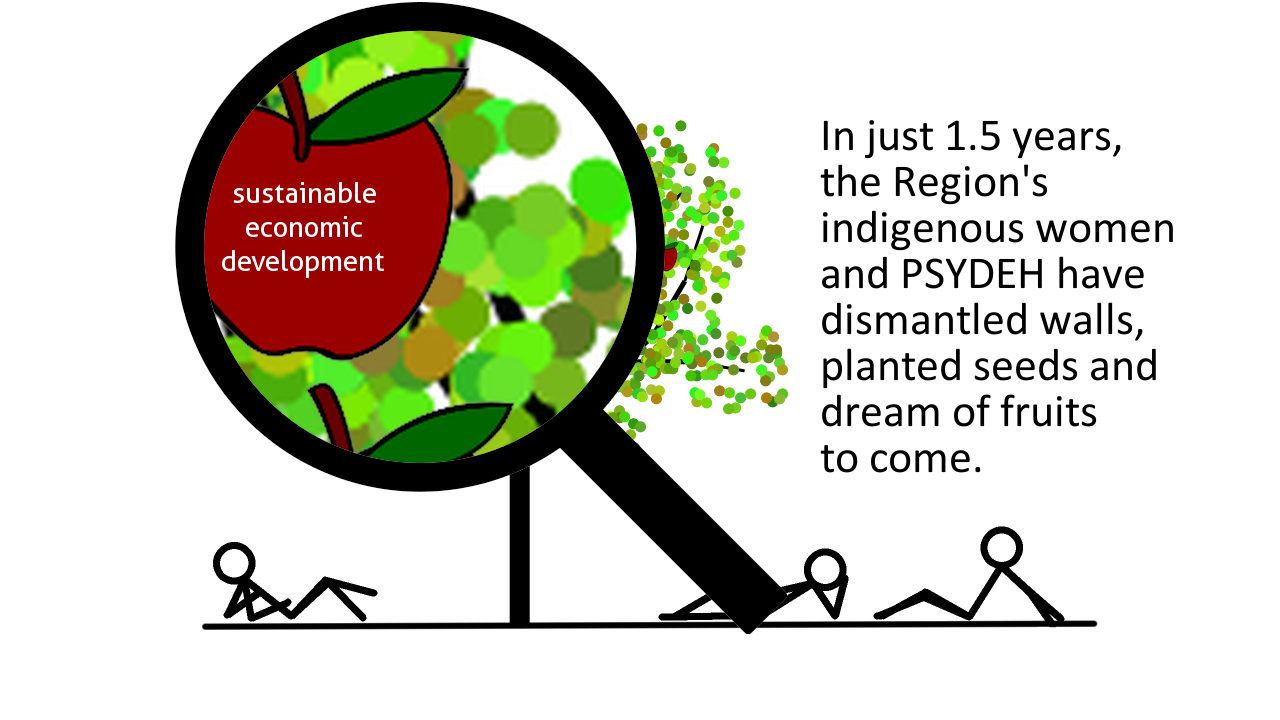 sustainable
economic
development
In just 1.5 years,
the Region's
indigenous women
and PSYDEH have
dismantled walls,
planted seeds and
dream of fruits
to come.